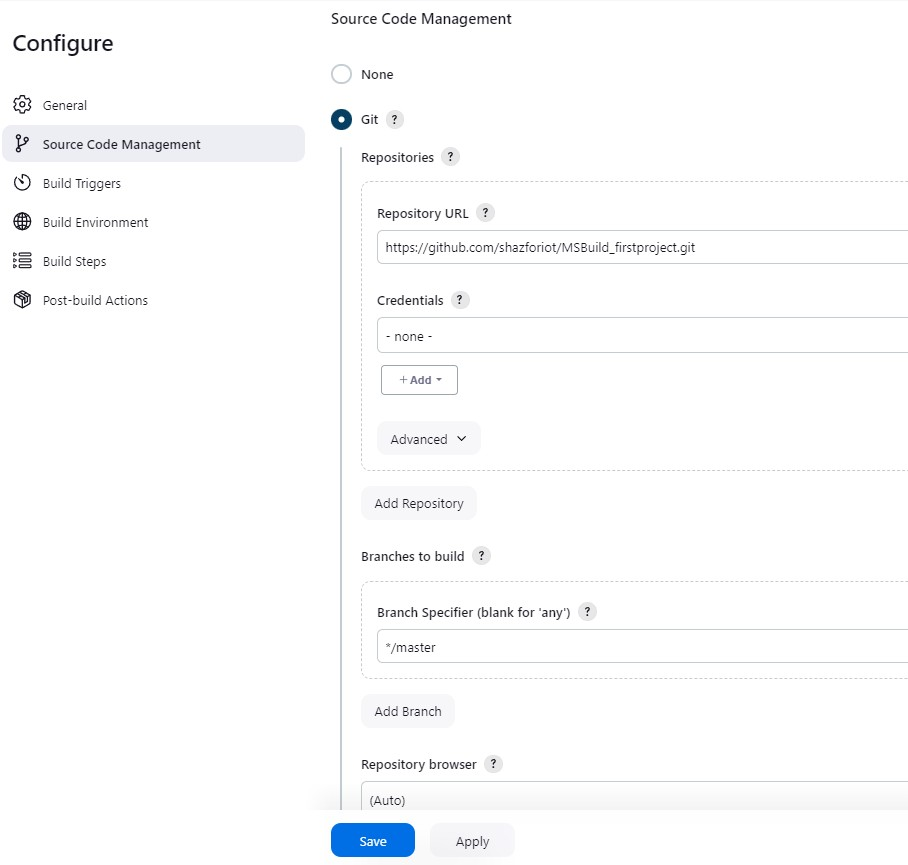 Configure
General
Source Code Management
Build Triggers
Build Environment
Build Steps
Post-build Actions
Source Code Management
None
Git ?
Repositories ?
Repository URL ?
https://github.com/shazforiot/MSBuild_firstproject.git
Credentials ?
- none -
+ Add
Advanced
Add Repository
Branches to build ?
Branch Specifier (blank for 'any') ?
*/master
Add Branch
Repository browser ?
(Auto)
Save
Apply